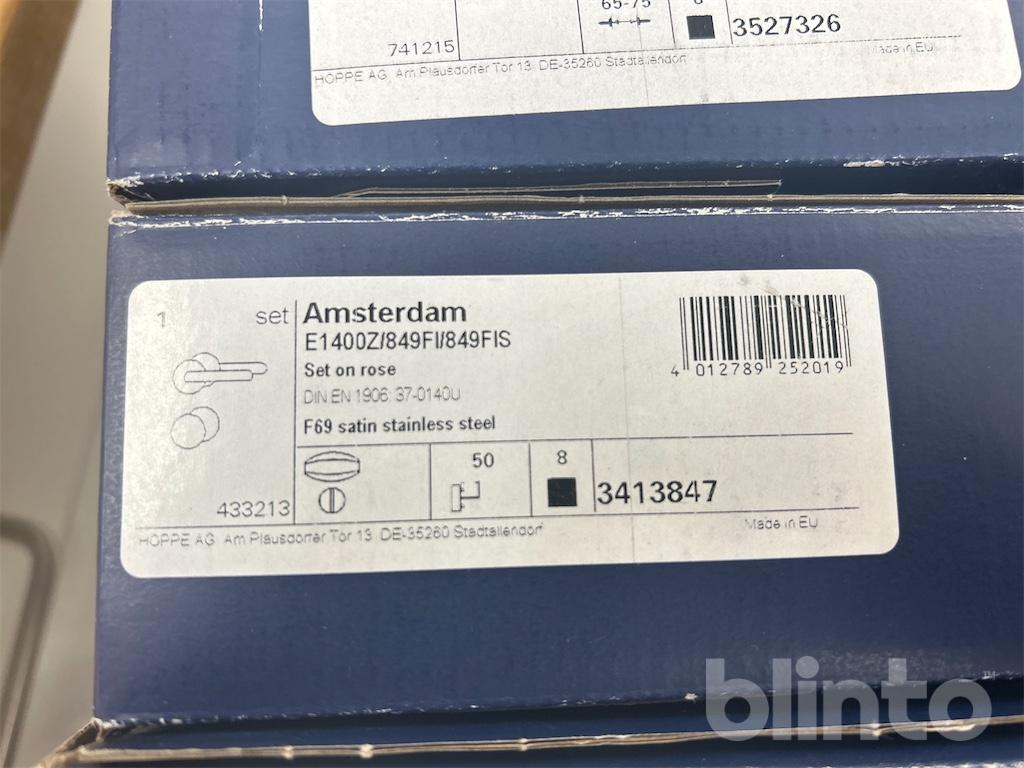 65-75 8
741215 3527326
Made in EU
HOPPE AG, Am Plausdorfer Tor 13, DE-35260 Stadtallendorf
1 set Amsterdam
E1400Z/849FI/849FIS
Set on rose
DIN EN 1906: 37-0140U
F69 satin stainless steel
4 012789 252019
50 8
433213 3413847
HOPPE AG, Am Plausdorfer Tor 13, DE-35260 Stadtallendorf
Made in EU
blinto™